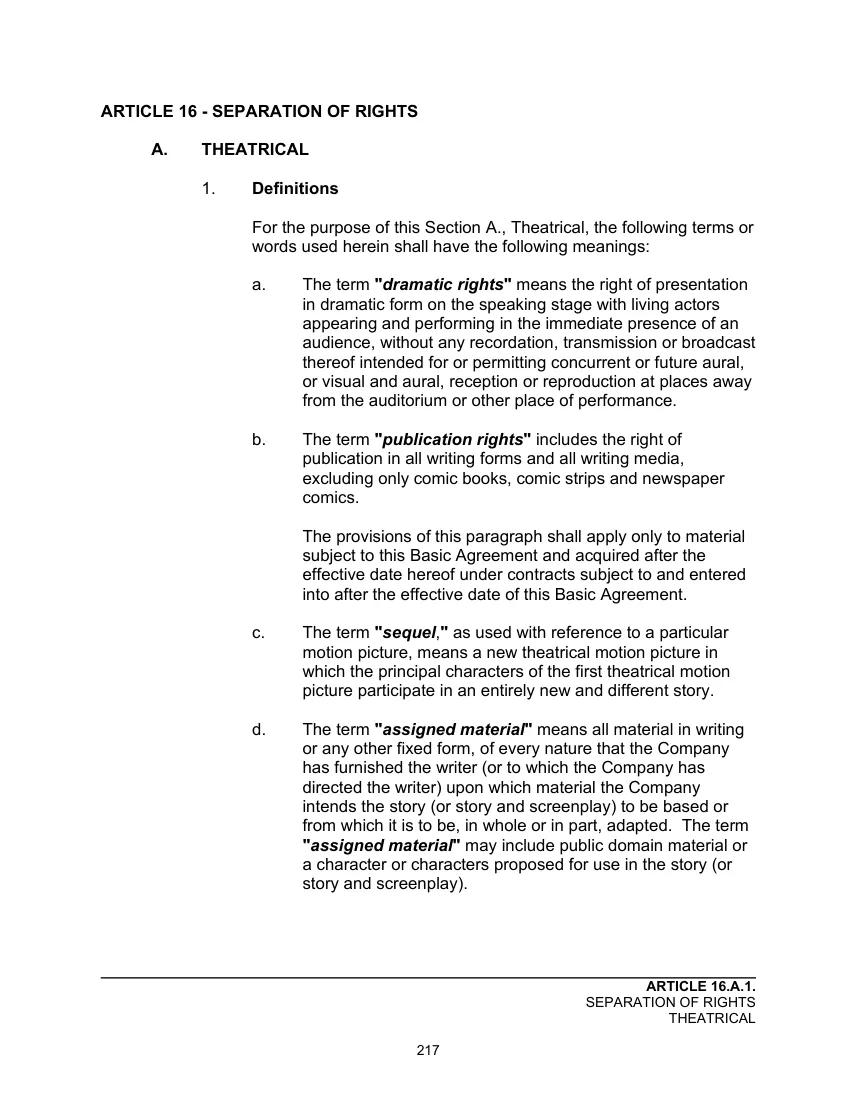 ARTICLE 16 - SEPARATION OF RIGHTS
A. THEATRICAL
1. Definitions
For the purpose of this Section A., Theatrical, the following terms or
words used herein shall have the following meanings:
a. The term "dramatic rights" means the right of presentation
in dramatic form on the speaking stage with living actors
appearing and performing in the immediate presence of an
audience, without any recordation, transmission or broadcast
thereof intended for or permitting concurrent or future aural,
or visual and aural, reception or reproduction at places away
from the auditorium or other place of performance.
b. The term "publication rights" includes the right of
publication in all writing forms and all writing media,
excluding only comic books, comic strips and newspaper
comics.
The provisions of this paragraph shall apply only to material
subject to this Basic Agreement and acquired after the
effective date hereof under contracts subject to and entered
into after the effective date of this Basic Agreement.
c. The term "sequel," as used with reference to a particular
motion picture, means a new theatrical motion picture in
which the principal characters of the first theatrical motion
picture participate in an entirely new and different story.
d. The term "assigned material" means all material in writing
or any other fixed form, of every nature that the Company
has furnished the writer (or to which the Company has
directed the writer) upon which material the Company
intends the story (or story and screenplay) to be based or
from which it is to be, in whole or in part, adapted.  The term
"assigned material" may include public domain material or
a character or characters proposed for use in the story (or
story and screenplay).
ARTICLE 16.A.1.
SEPARATION OF RIGHTS
THEATRICAL
217